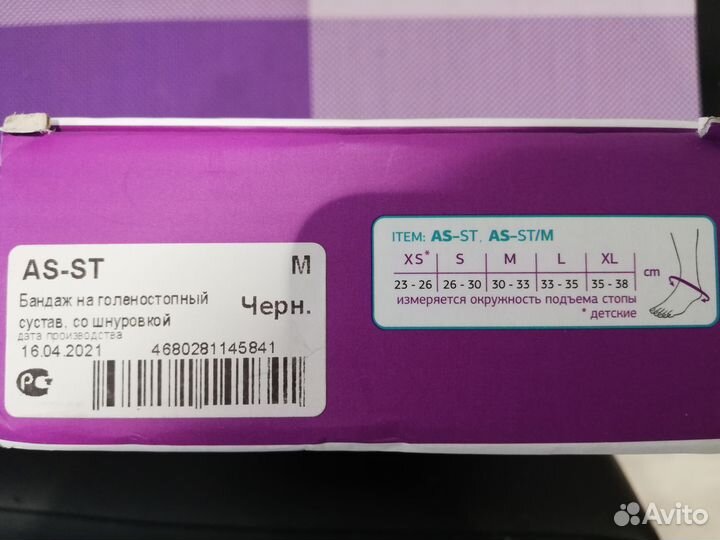 AS-ST M
Бандаж на голеностопный
сустав, со шнуровкой
Черн.
дата производства
16.04.2021
4680281145841
РСТ
ITEM: AS-ST, AS-ST/M
XS* S M L XL
23 - 26 26 - 30 30 - 33 33 - 35 35 - 38 cm
измеряется окружность подъема стопы
* детские
Avito